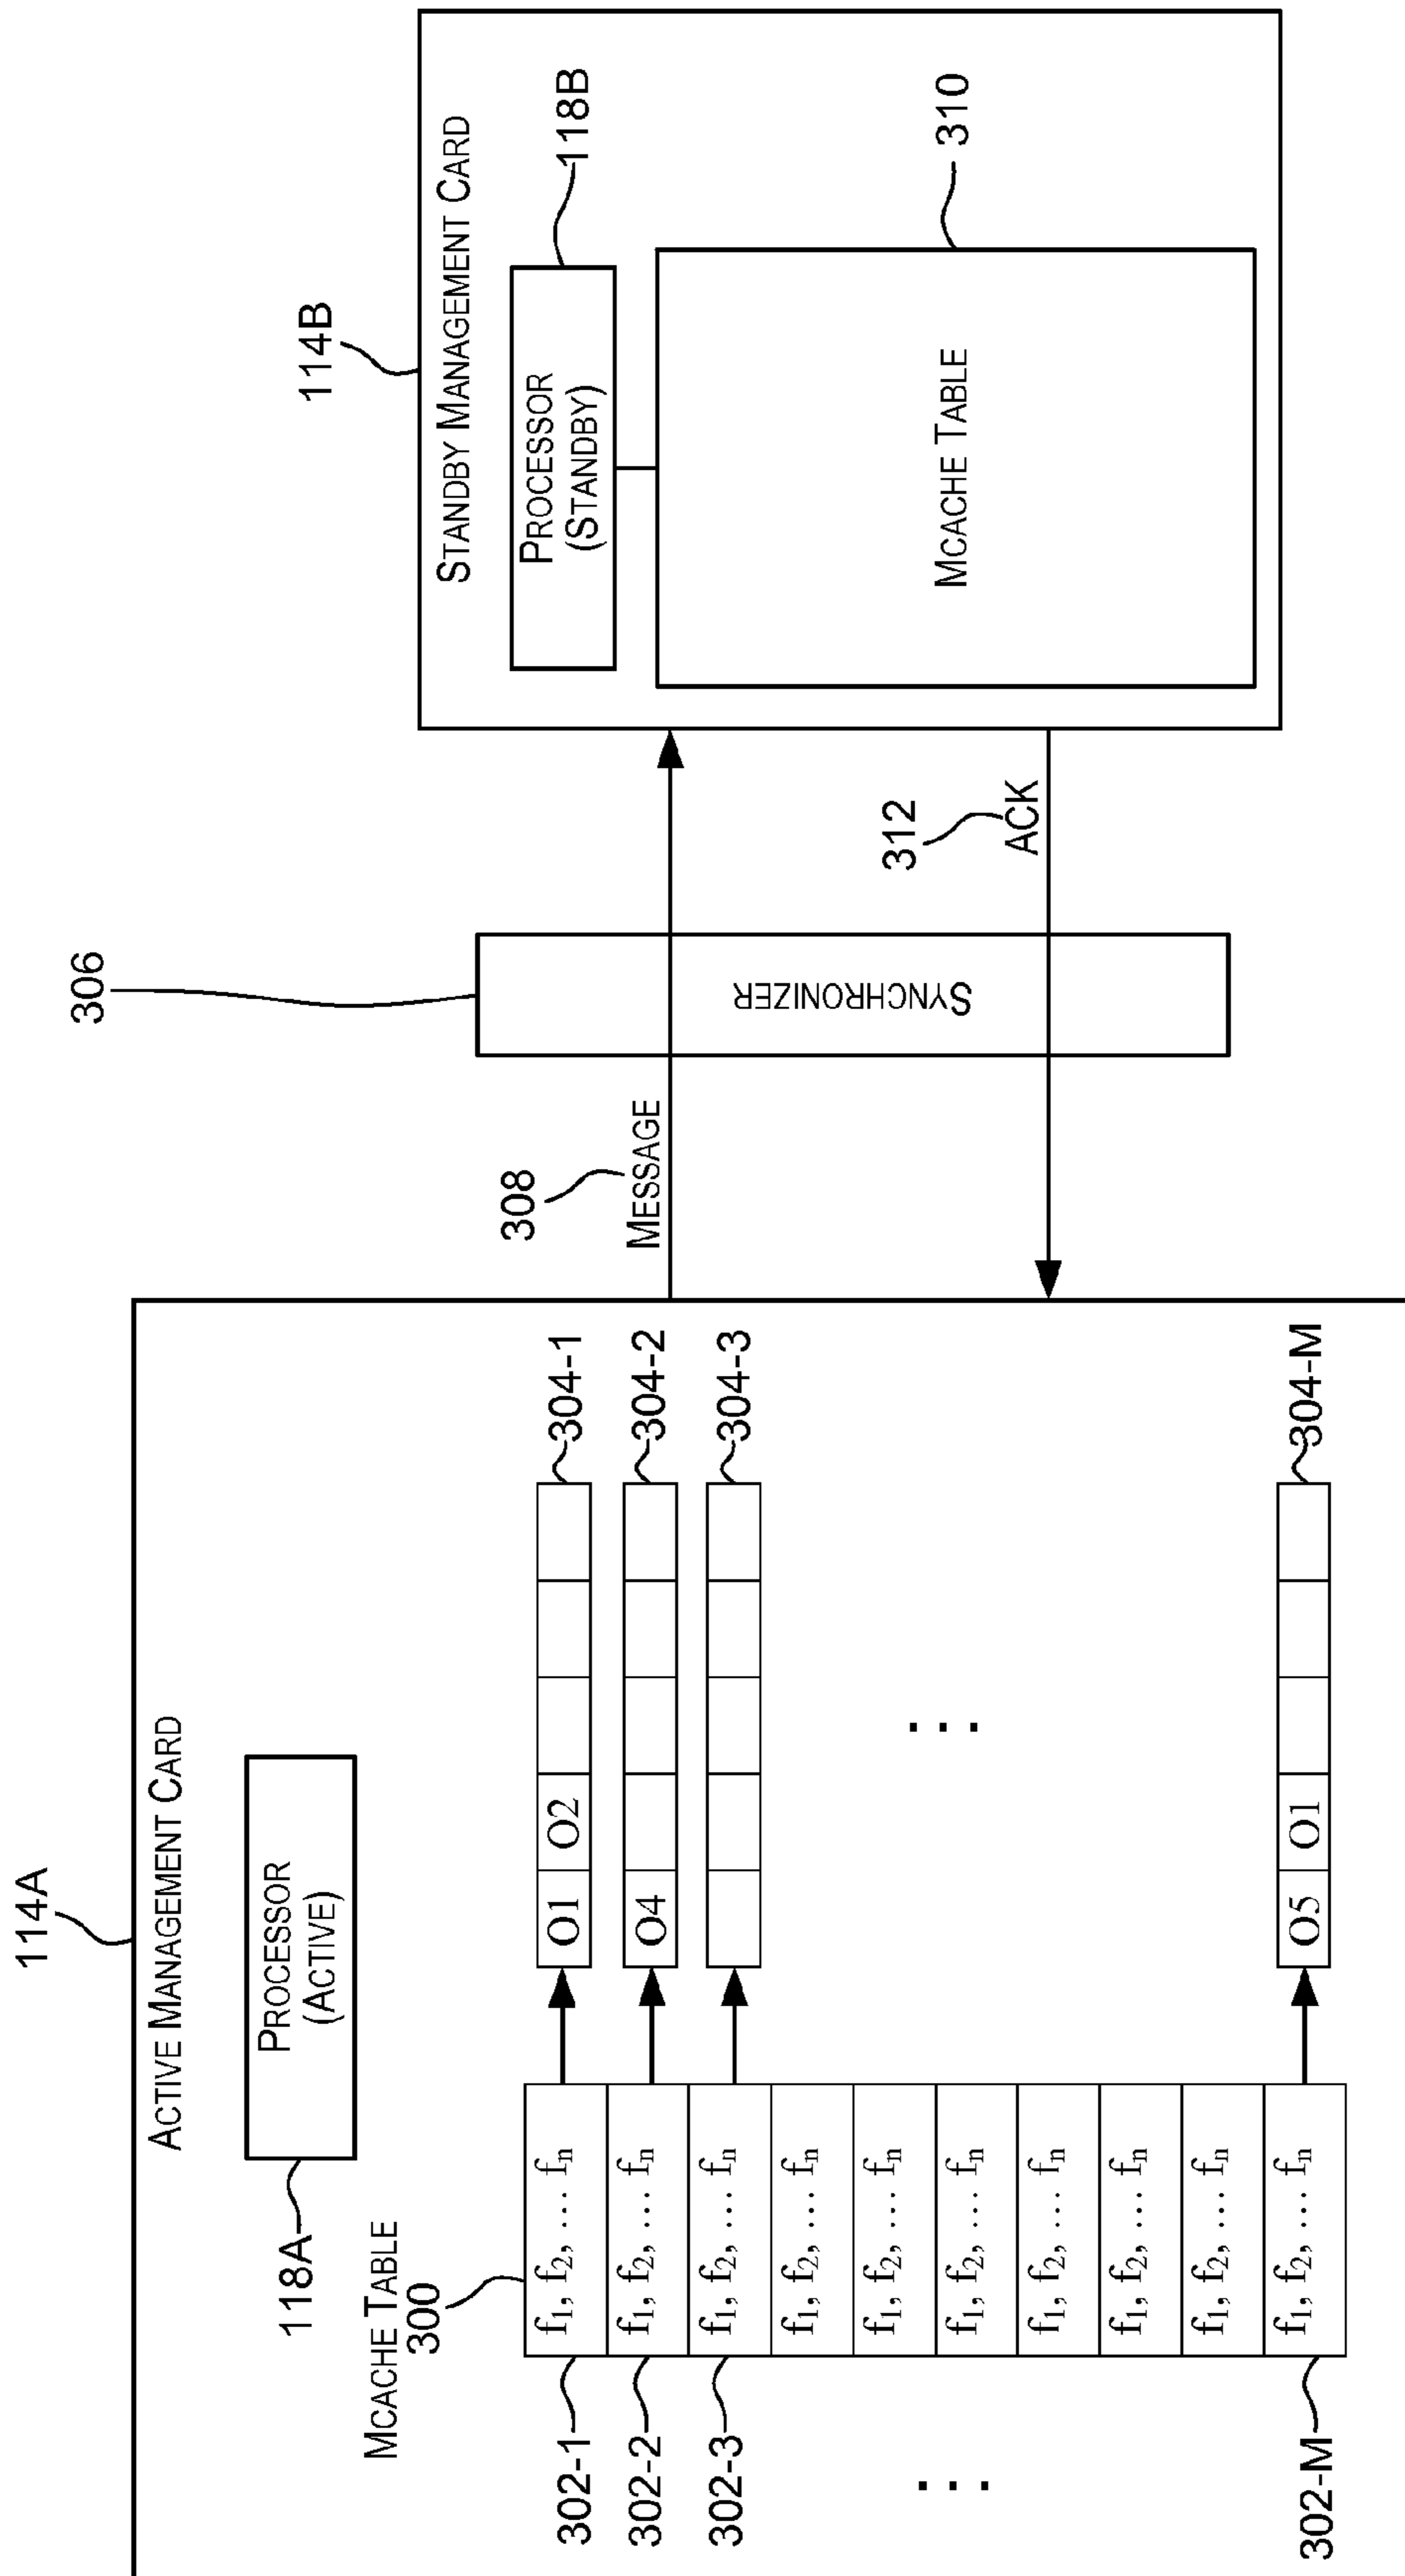 114A
ACTIVE MANAGEMENT CARD
118A
PROCESSOR
(ACTIVE)
MCACHE TABLE
300
302-1
f1, f2, ... fn
O1 O2
304-1
302-2
f1, f2, ... fn
O4
304-2
302-3
f1, f2, ... fn
304-3
f1, f2, ... fn
f1, f2, ... fn
f1, f2, ... fn
...
f1, f2, ... fn
...
f1, f2, ... fn
f1, f2, ... fn
302-M
f1, f2, ... fn
O5 O1
304-M
306
SYNCHRONIZER
308
MESSAGE
312
ACK
114B
STANDBY MANAGEMENT CARD
118B
PROCESSOR
(STANDBY)
310
MCACHE TABLE